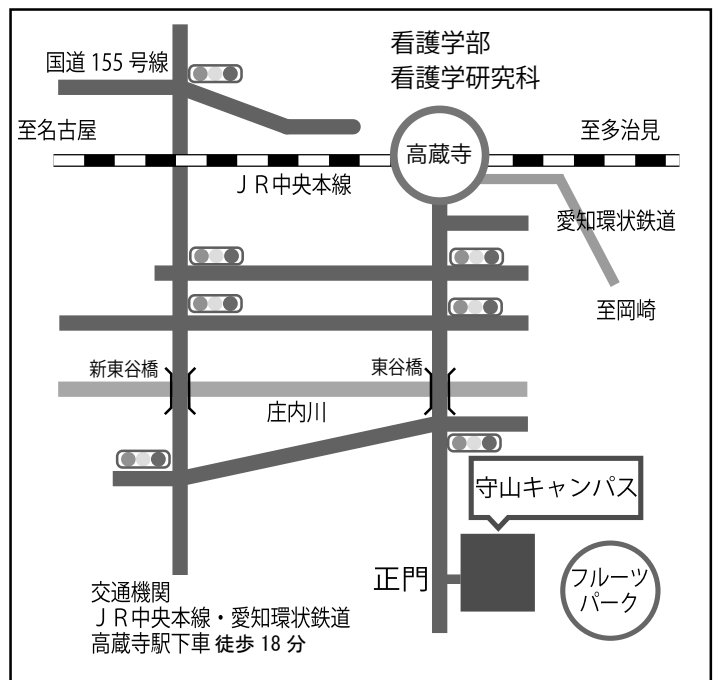 看護学部
看護学研究科
国道 155 号線
至名古屋
至多治見
高蔵寺
ＪＲ中央本線
愛知環状鉄道
至岡崎
新東谷橋
東谷橋
庄内川
守山キャンパス
正門
フルーツ
パーク
交通機関
ＪＲ中央本線・愛知環状鉄道
高蔵寺駅下車 徒歩 18 分